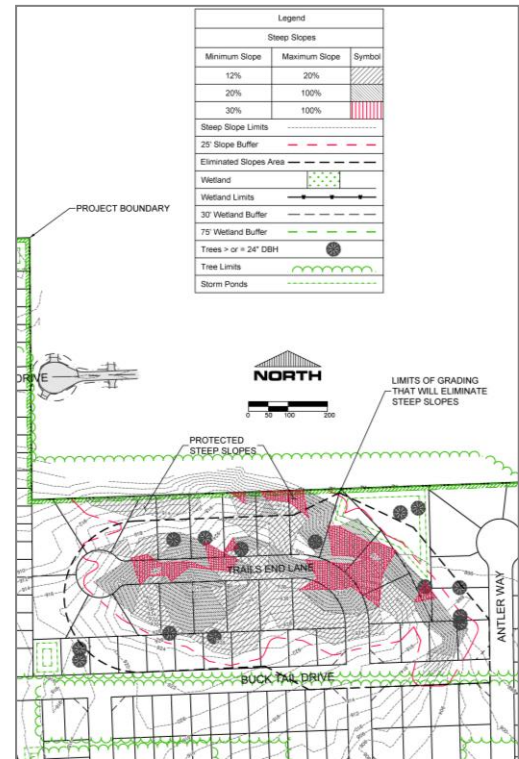 Legend
Steep Slopes
Minimum Slope Maximum Slope Symbol
12% 20%
20% 100%
30% 100%
Steep Slope Limits
25' Slope Buffer
Eliminated Slopes Area
Wetland
Wetland Limits
30' Wetland Buffer
75' Wetland Buffer
Trees > or = 24" DBH
Tree Limits
Storm Ponds
PROJECT BOUNDARY
DRIVE
NORTH
0 50 100 200
LIMITS OF GRADING
THAT WILL ELIMINATE
STEEP SLOPES
PROTECTED
STEEP SLOPES
TRAILS END LANE
ANTLER WAY
BUCK TAIL DRIVE